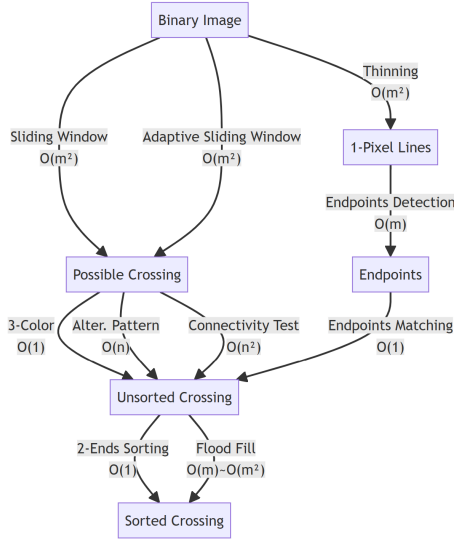 Binary Image
Thinning
O(m²)
Sliding Window
O(m²)
Adaptive Sliding Window
O(m²)
1-Pixel Lines
Endpoints Detection
O(m)
Possible Crossing
Endpoints
3-Color
O(1)
Alter. Pattern
O(n)
Connectivity Test
O(n²)
Endpoints Matching
O(1)
Unsorted Crossing
2-Ends Sorting
O(1)
Flood Fill
O(m)~O(m²)
Sorted Crossing